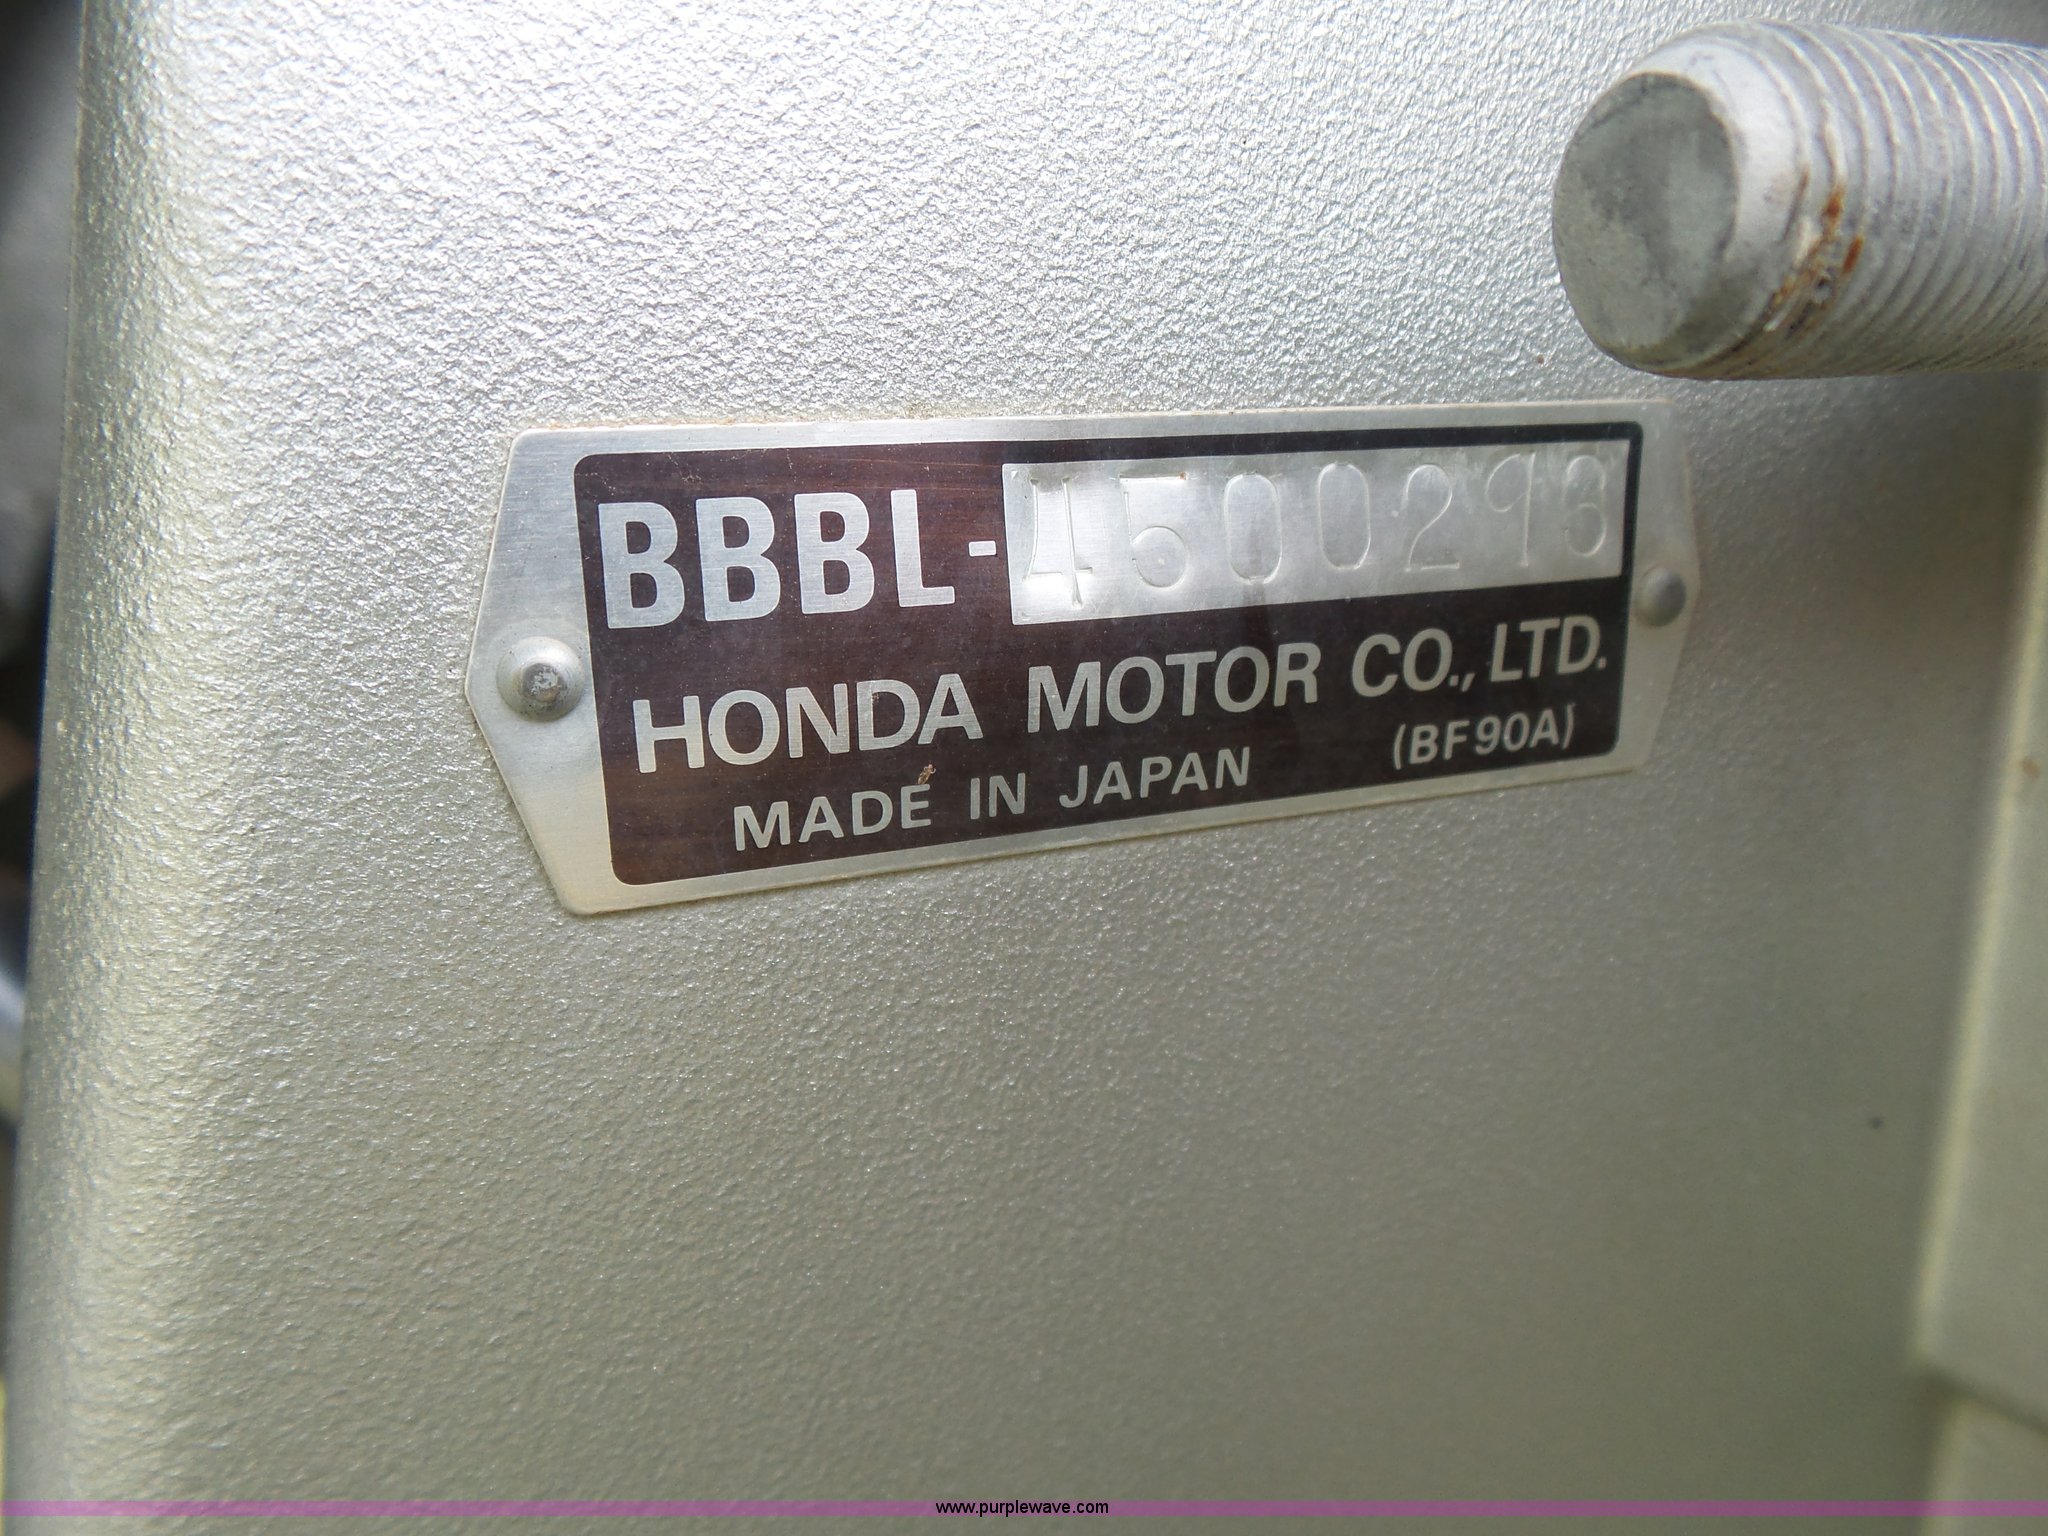 BBBL-4500293
HONDA MOTOR CO., LTD.
MADE IN JAPAN (BF90A)
www.purplewave.com